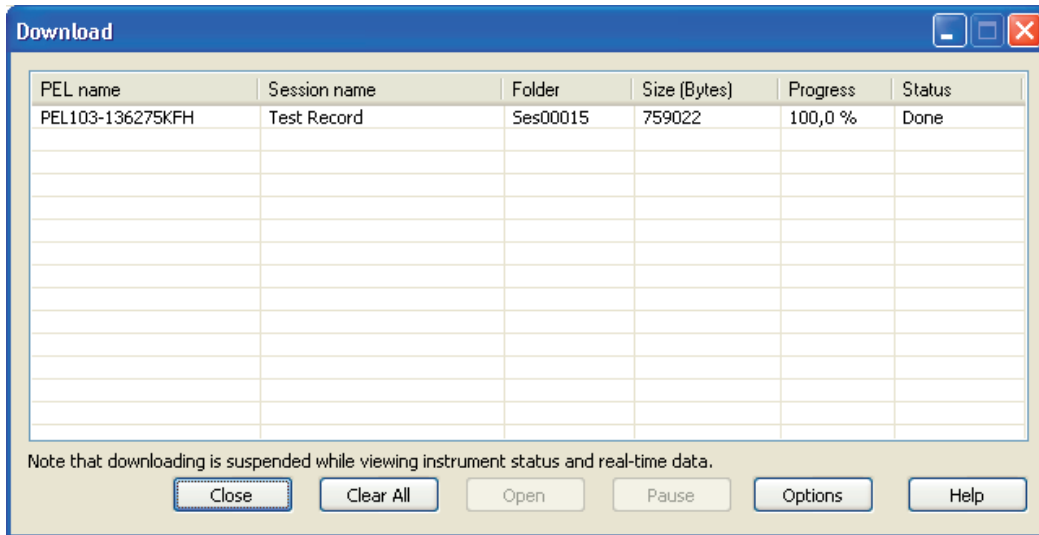 Download
PEL name Session name Folder Size (Bytes) Progress Status
PEL103-136275KFH Test Record Ses00015 759022 100,0 % Done
Note that downloading is suspended while viewing instrument status and real-time data.
Close Clear All Open Pause Options Help